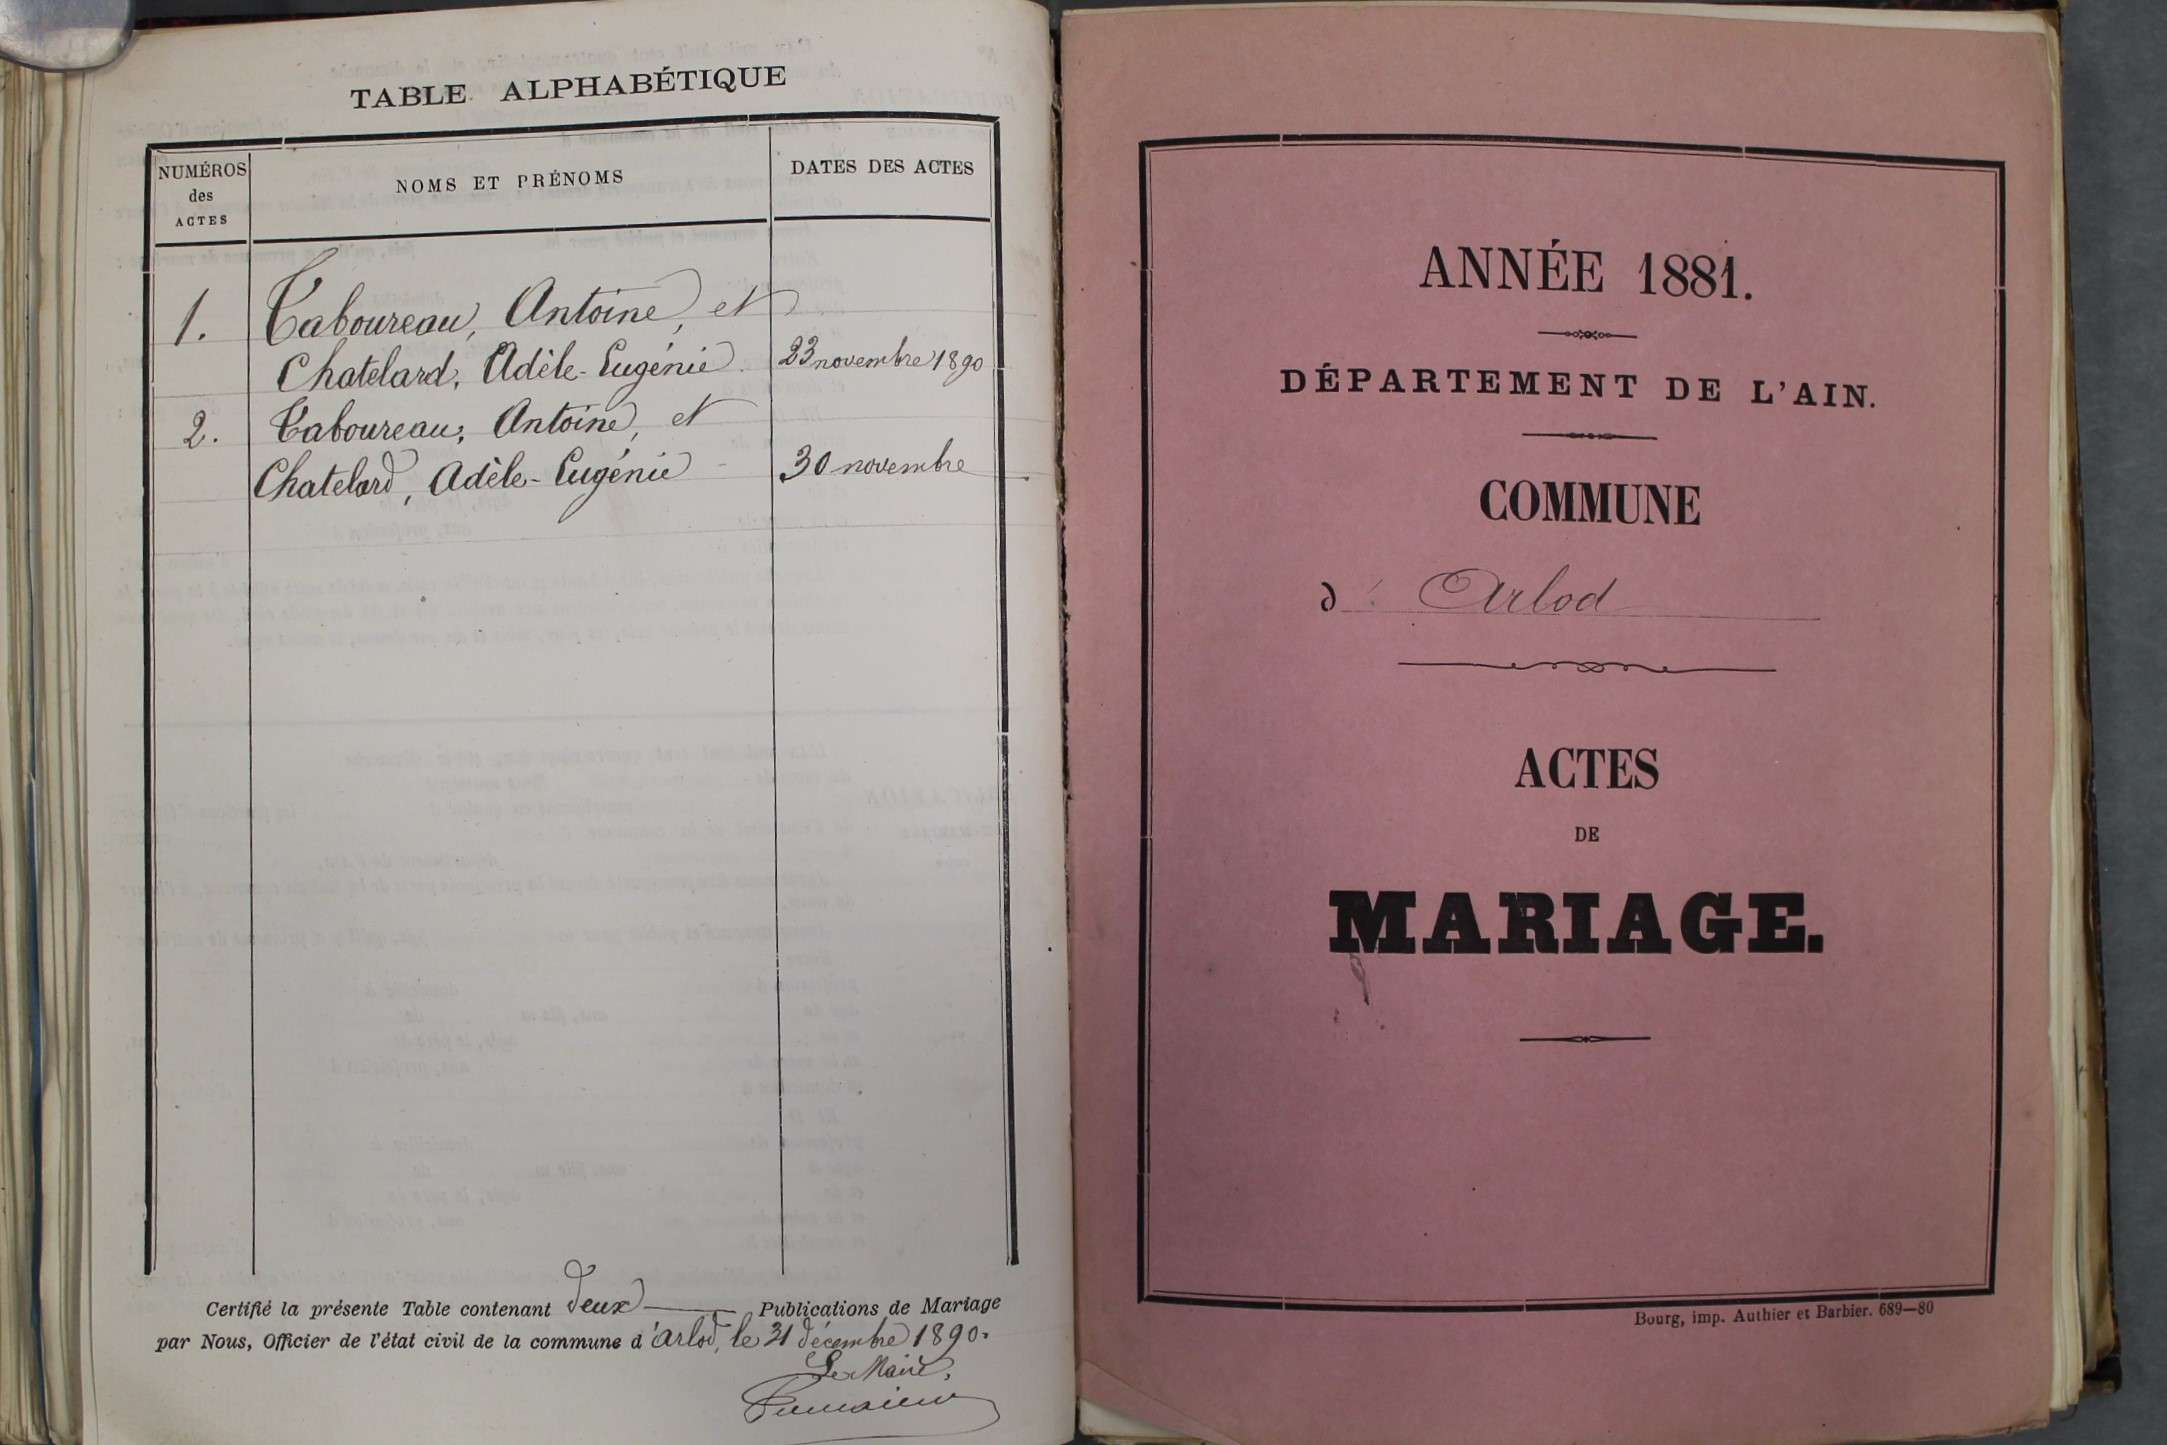 TABLE ALPHABÉTIQUE
NUMÉROS
des
ACTES
NOMS ET PRÉNOMS
DATES DES ACTES
1. Taboureau, Antoine, et
Chatelard, Adèle-Eugénie. 23 novembre 1890
2. Taboureau, Antoine, et
Chatelard, Adèle-Eugénie - 30 novembre
Certifié la présente Table contenant deux Publications de Mariage
par Nous, Officier de l'état civil de la commune d'Arlod, le 31 décembre 1890.
Le Maire,
ANNÉE 1881.
DÉPARTEMENT DE L'AIN.
COMMUNE
d' Arlod
ACTES
DE
MARIAGE.
Bourg, imp. Authier et Barbier. 689—80